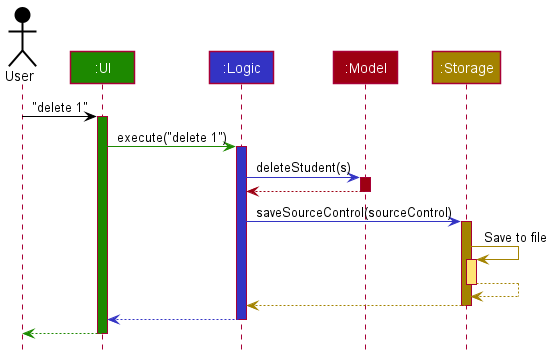 User
:UI
:Logic
:Model
:Storage
"delete 1"
execute("delete 1")
deleteStudent(s)
saveSourceControl(sourceControl)
Save to file